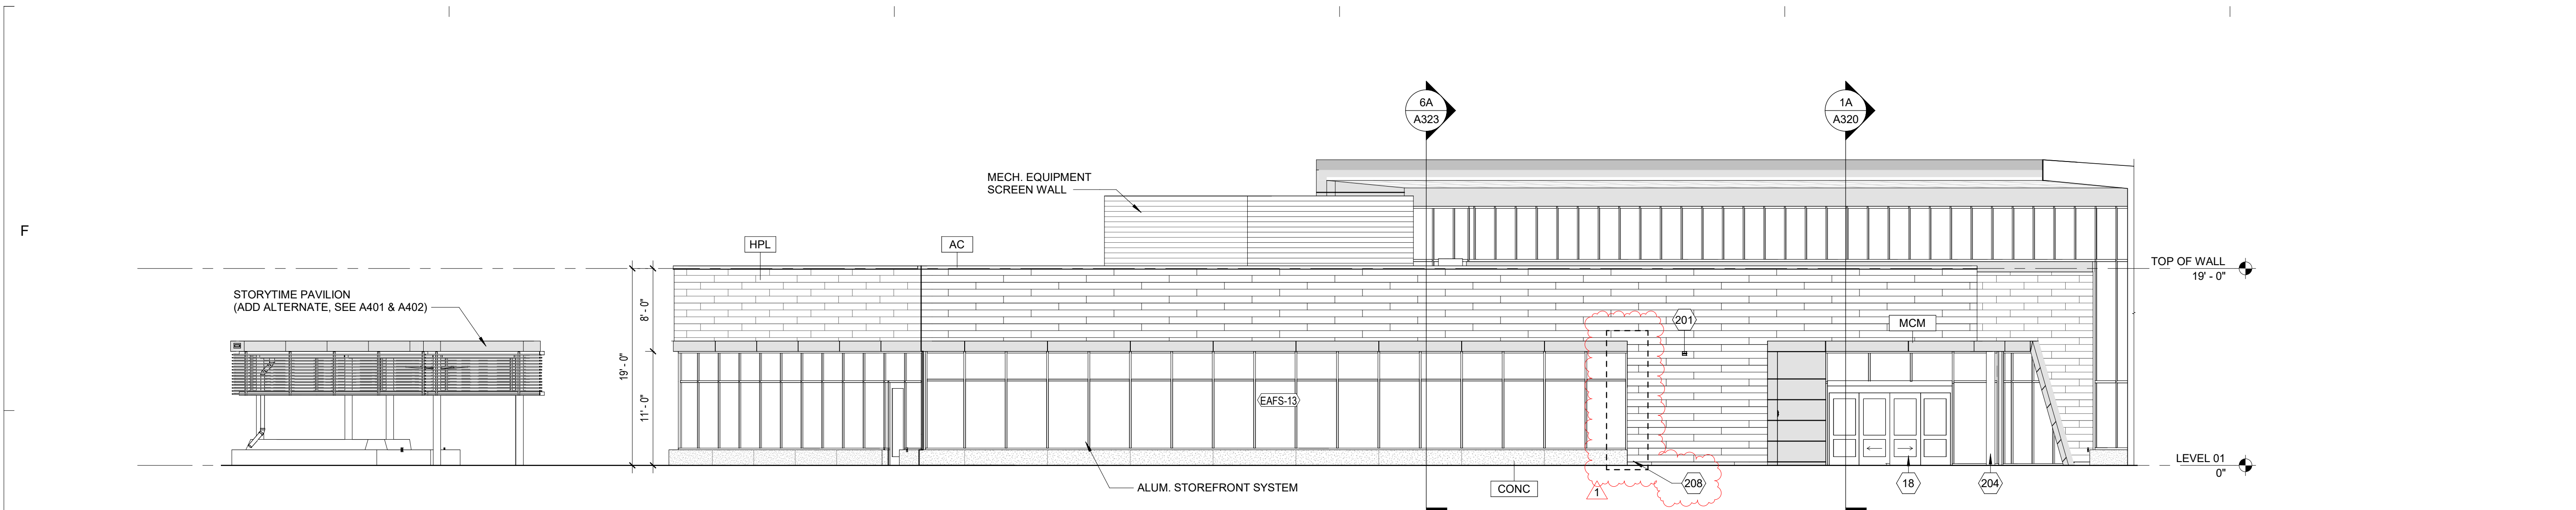 6A
A323
1A
A320
MECH. EQUIPMENT
SCREEN WALL
F
HPL
AC
TOP OF WALL
19' - 0"
STORYTIME PAVILION
(ADD ALTERNATE, SEE A401 & A402)
8' - 0"
19' - 0"
11' - 0"
201
MCM
EAFS-13
LEVEL 01
0"
ALUM. STOREFRONT SYSTEM
CONC
1
208
18
204